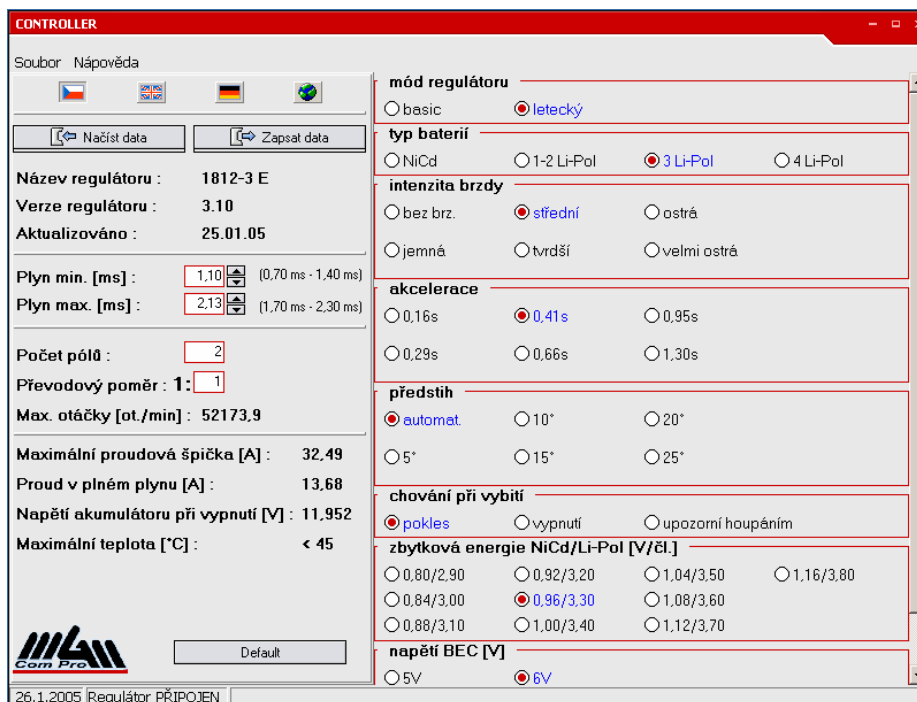 CONTROLLER
Soubor Nápověda
Načíst data Zapsat data
Název regulátoru : 1812-3 E
Verze regulátoru : 3.10
Aktualizováno : 25.01.05
Plyn min. [ms] : 1,10 (0,70 ms - 1,40 ms)
Plyn max. [ms] : 2,13 (1,70 ms - 2,30 ms)
Počet pólů : 2
Převodový poměr : 1: 1
Max. otáčky [ot./min] : 52173,9
Maximální proudová špička [A] : 32,49
Proud v plném plynu [A] : 13,68
Napětí akumulátoru při vypnutí [V] : 11,952
Maximální teplota [°C] : < 45
mgm
Com Pro
Default
mód regulátoru
basic letecký
typ baterií
NiCd 1-2 Li-Pol 3 Li-Pol 4 Li-Pol
intenzita brzdy
bez brz. střední ostrá
jemná tvrdší velmi ostrá
akcelerace
0,16s 0,41s 0,95s
0,29s 0,66s 1,30s
předstih
automat. 10° 20°
5° 15° 25°
chování při vybití
pokles vypnutí upozorní houpáním
zbytková energie NiCd/Li-Pol [V/čl.]
0,80/2,90 0,92/3,20 1,04/3,50 1,16/3,80
0,84/3,00 0,96/3,30 1,08/3,60
0,88/3,10 1,00/3,40 1,12/3,70
napětí BEC [V]
5V 6V
26.1.2005 Regulátor PŘIPOJEN